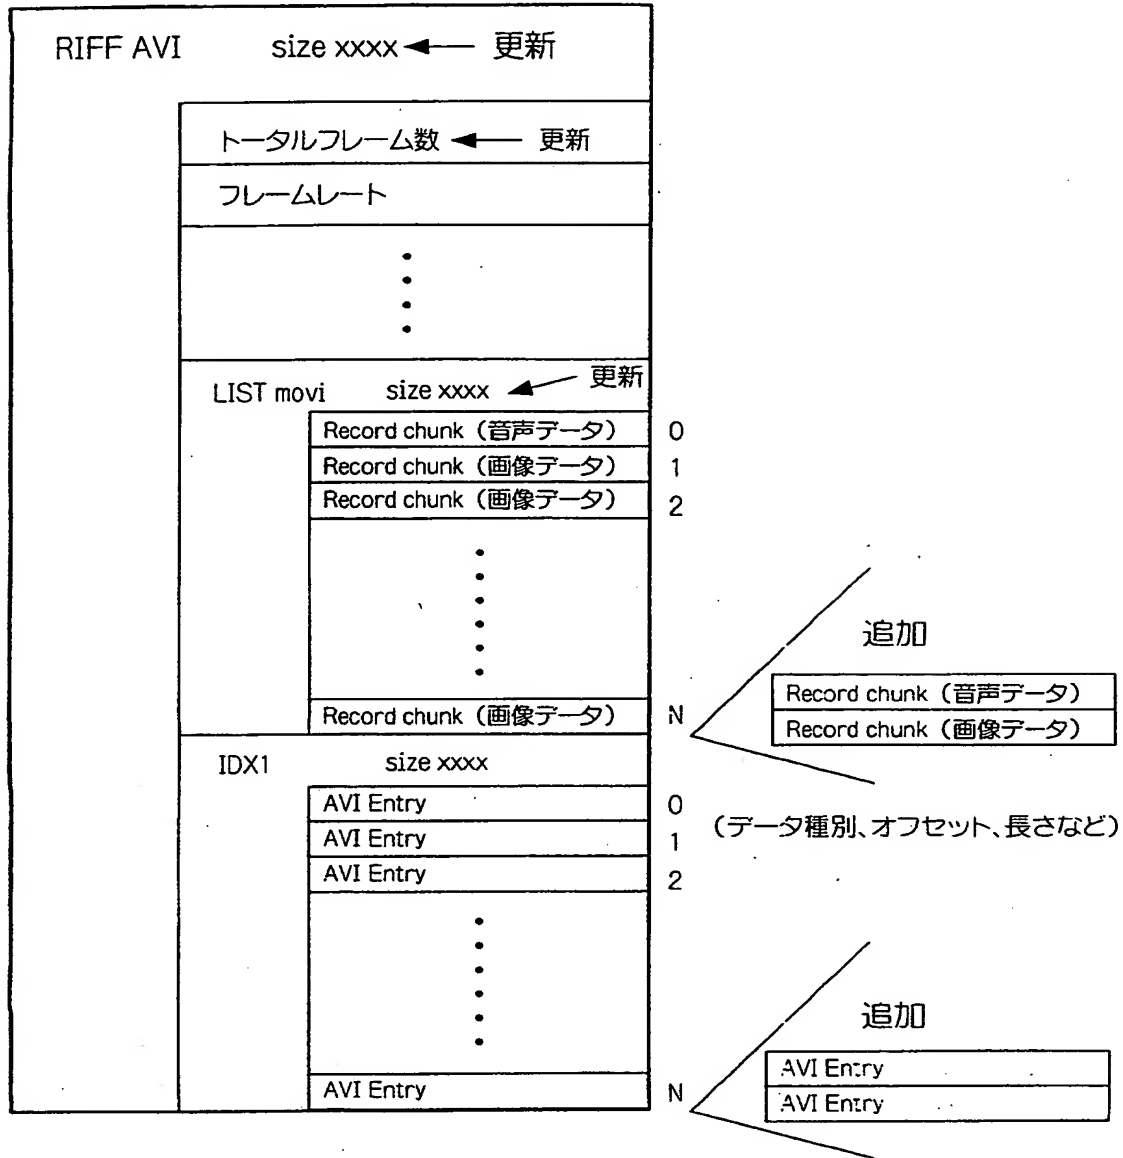 RIFF AVI size xxxx 更新
トータルフレーム数 更新
フレームレート
LIST movi size xxxx 更新
Record chunk (音声データ) 0
Record chunk (画像データ) 1
Record chunk (画像データ) 2
追加
Record chunk (音声データ)
Record chunk (画像データ)
Record chunk (画像データ) N
IDX1 size xxxx
AVI Entry 0
(データ種別、オフセット、長さなど)
AVI Entry 1
AVI Entry 2
追加
AVI Entry
AVI Entry
AVI Entry N